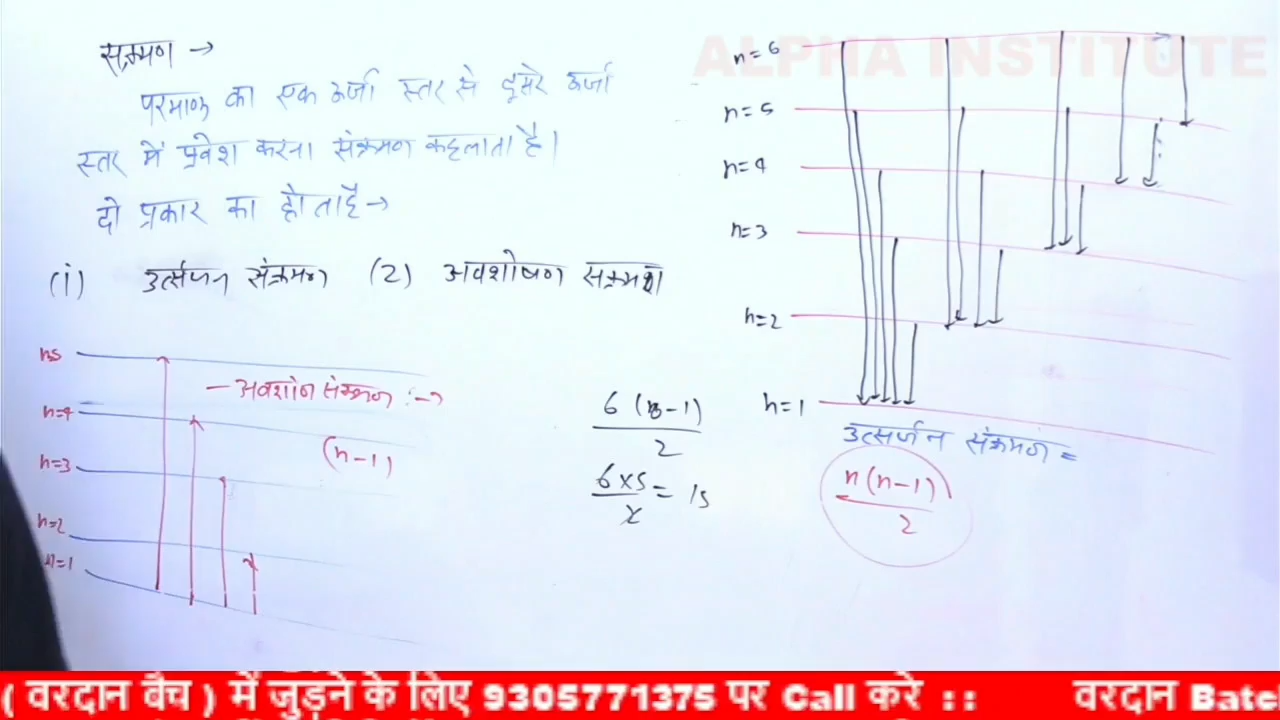 संक्रमण →
परमाणु का एक ऊर्जा स्तर से दूसरे ऊर्जा
स्तर में प्रवेश करना संक्रमण कहलाता है।
दो प्रकार का होता है →
(i) उत्सर्जन संक्रमण (2) अवशोषण संक्रमण
n=5
n=4
n=3
n=2
n=1
- अवशोषण संक्रमण :→
(n-1)
6 (6-1)
2
6×5 = 15
2
ALPHA INSTITUTE
n=6
n=5
n=4
n=3
n=2
n=1
उत्सर्जन संक्रमण =
n(n-1)
2
( वरदान बैच ) में जुड़ने के लिए 9305771375 पर Call करे : : वरदान Batc